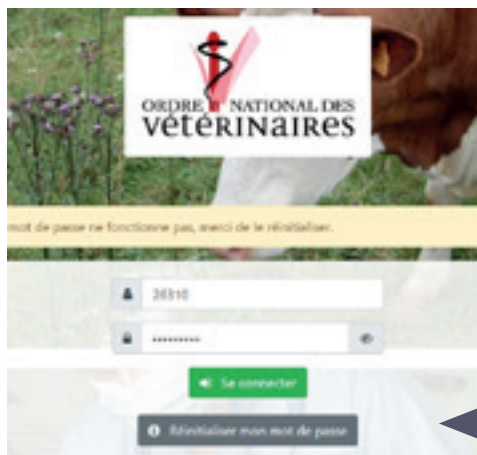 ORDRE NATIONAL DES
VétéRINaIRes
mot de passe ne fonctionne pas, merci de le réinitialiser.
26310
Se connecter
Réinitialiser mon mot de passe